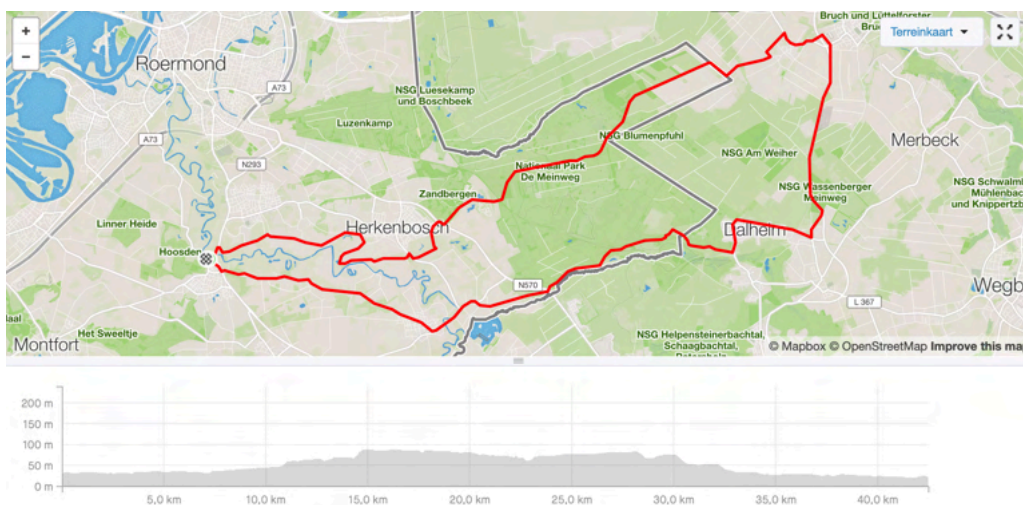 Bruch und Lüttelforster
Bru
Terreinkaart
+
−
Roermond
A73
NSG Luesekamp
und Boschbeek
Luzenkamp
A73
NSG Blumenpfuhl
Merbeck
N293
NSG Am Weiher
Nationaal Park
De Meinweg
NSG Schwalm
Mühlenbac
und Knippertz
Zandbergen
NSG Wassenberger
Meinweg
Linner Heide
Herkenbosch
Dalheim
Hoosden
N570
Wegb
L 367
aal
Het Sweeltje
Montfort
NSG Helpensteinerbachtal,
Schaagbachtal,
© Mapbox © OpenStreetMap Improve this map
200 m
150 m
100 m
50 m
0 m
5,0 km
10,0 km
15,0 km
20,0 km
25,0 km
30,0 km
35,0 km
40,0 km